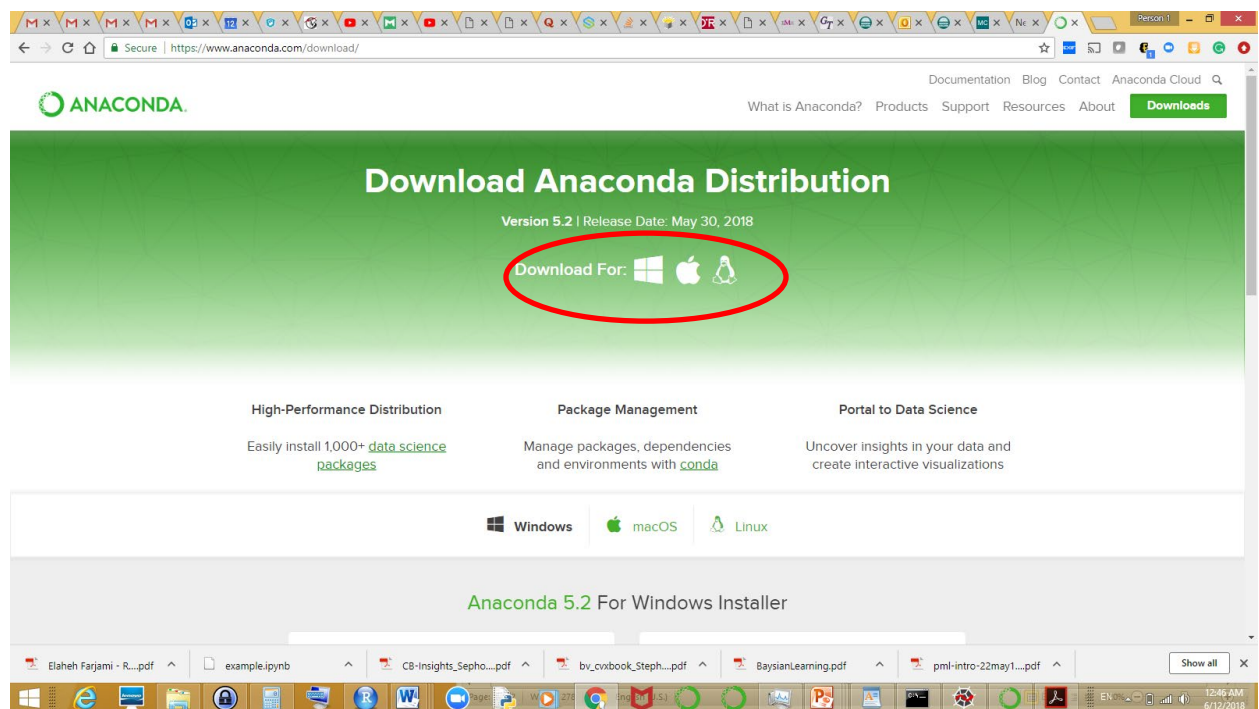 Person 1
Secure | https://www.anaconda.com/download/
Documentation Blog Contact Anaconda Cloud
ANACONDA.
What is Anaconda? Products Support Resources About Downloads
Download Anaconda Distribution
Version 5.2 | Release Date: May 30, 2018
Download For:
High-Performance Distribution
Package Management
Portal to Data Science
Easily install 1,000+ data science
packages
Manage packages, dependencies
and environments with conda
Uncover insights in your data and
create interactive visualizations
Windows macOS Linux
Anaconda 5.2 For Windows Installer
Elaheh Farjami - R....pdf example.ipynb CB-Insights_Sepho....pdf bv_cvxbook_Steph....pdf BaysianLearning.pdf pml-intro-22may1....pdf Show all
12:46 AM
6/12/2018